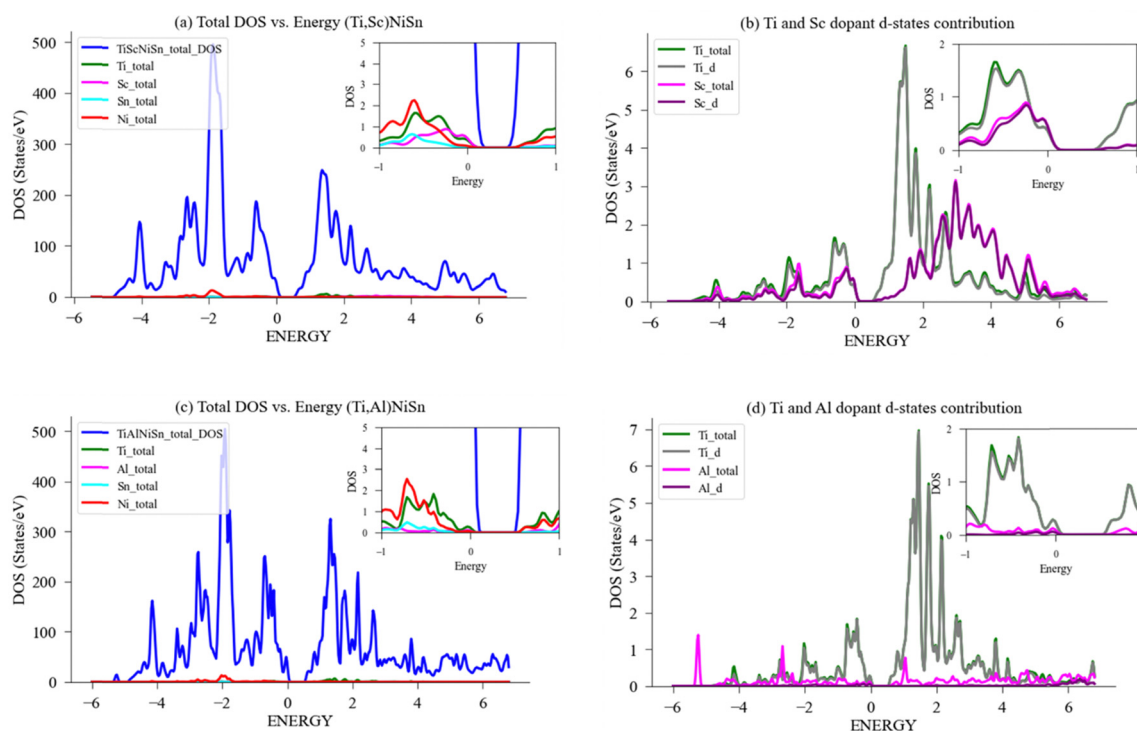 (a) Total DOS vs. Energy (Ti,Sc)NiSn
DOS (States/eV)
500
400
300
200
100
0
−6 −4 −2 0 2 4 6
ENERGY
TiScNiSn_total_DOS
Ti_total
Sc_total
Sn_total
Ni_total
DOS
5
4
3
2
1
0
−1 0 1
Energy
(b) Ti and Sc dopant d-states contribution
DOS (States/eV)
6
5
4
3
2
1
0
−6 −4 −2 0 2 4 6
ENERGY
Ti_total
Ti_d
Sc_total
Sc_d
DOS
2
1
0
−1 0 1
Energy
(c) Total DOS vs. Energy (Ti,Al)NiSn
DOS (States/eV)
500
400
300
200
100
0
−6 −4 −2 0 2 4 6
ENERGY
TiAlNiSn_total_DOS
Ti_total
Al_total
Sn_total
Ni_total
DOS
5
4
3
2
1
0
−1 0 1
Energy
(d) Ti and Al dopant d-states contribution
DOS (States/eV)
7
6
5
4
3
2
1
0
−6 −4 −2 0 2 4 6
ENERGY
Ti_total
Ti_d
Al_total
Al_d
DOS
2
1
0
−1 0
Energy